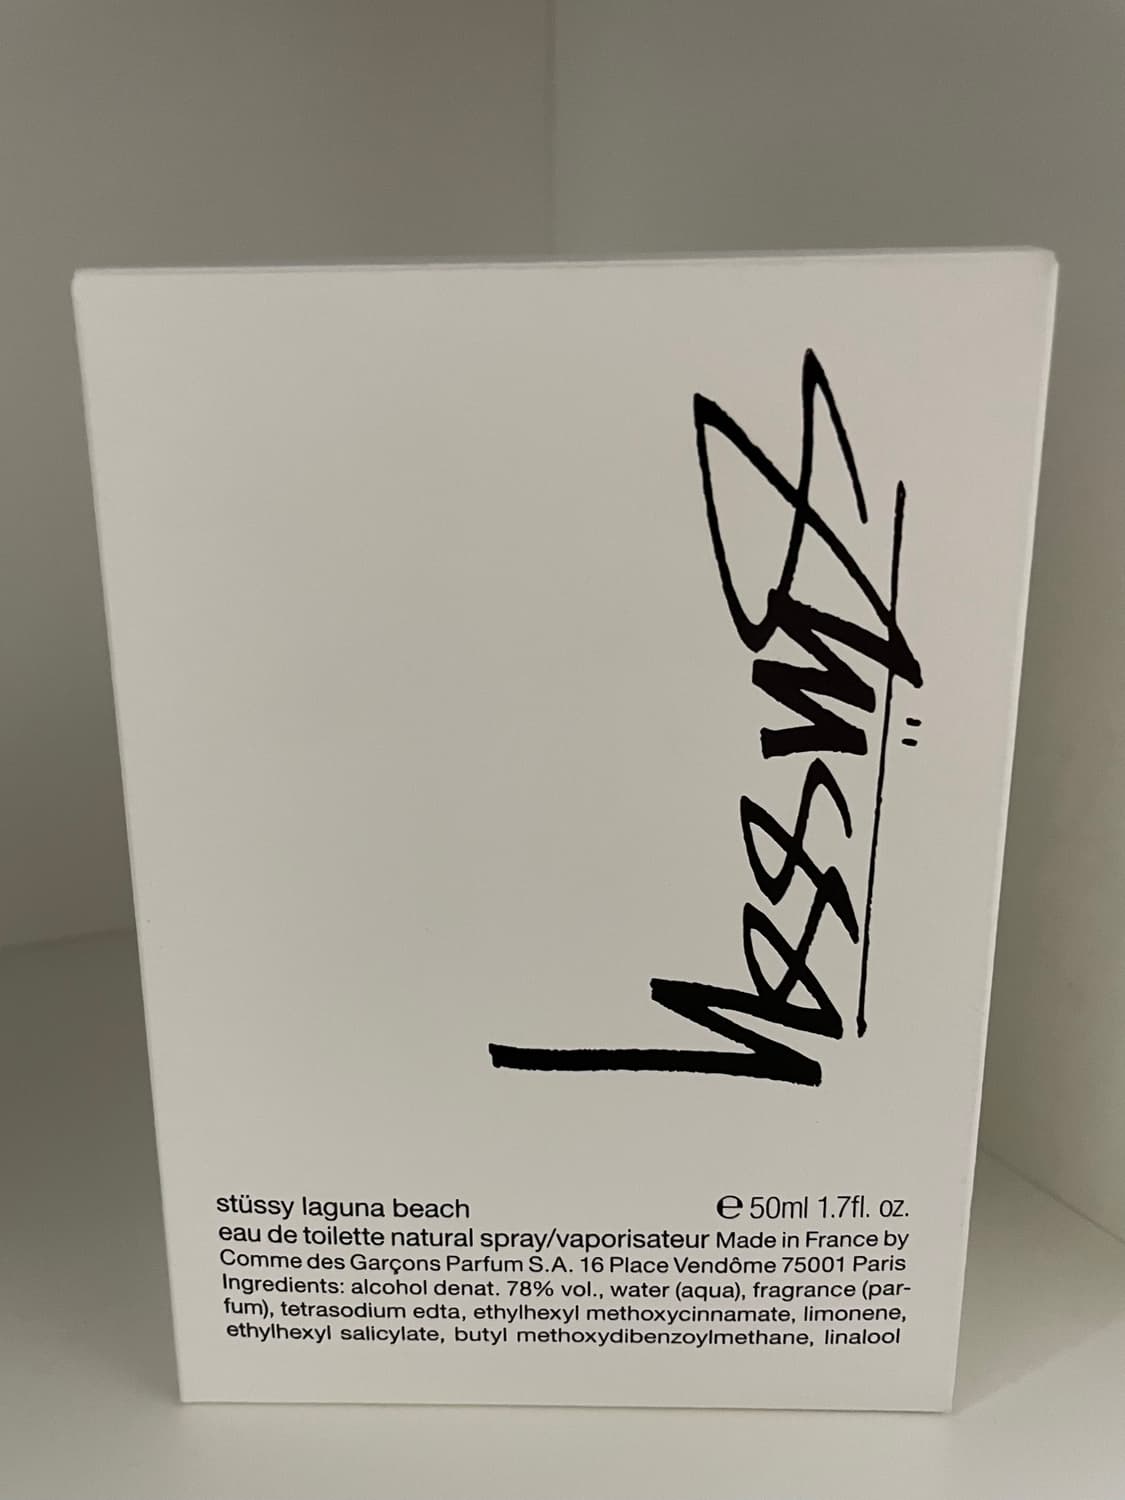 Stüssy
stüssy laguna beach
℮ 50ml 1.7fl. oz.
eau de toilette natural spray/vaporisateur Made in France by
Comme des Garçons Parfum S.A. 16 Place Vendôme 75001 Paris
Ingredients: alcohol denat. 78% vol., water (aqua), fragrance (par-
fum), tetrasodium edta, ethylhexyl methoxycinnamate, limonene,
ethylhexyl salicylate, butyl methoxydibenzoylmethane, linalool